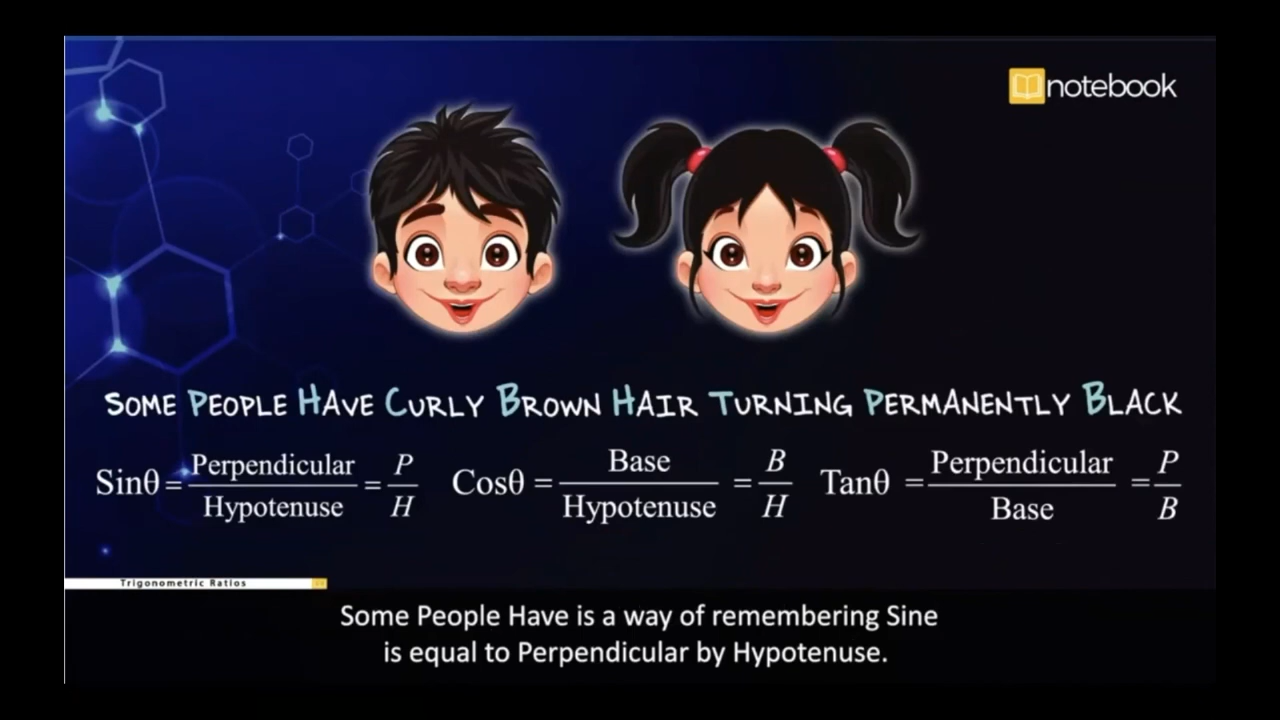 notebook
SOME PEOPLE HAVE CURLY BROWN HAIR TURNING PERMANENTLY BLACK
Sinθ = Perpendicular / Hypotenuse = P / H
Cosθ = Base / Hypotenuse = B / H
Tanθ = Perpendicular / Base = P / B
Trigonometric Ratios
Some People Have is a way of remembering Sine
is equal to Perpendicular by Hypotenuse.